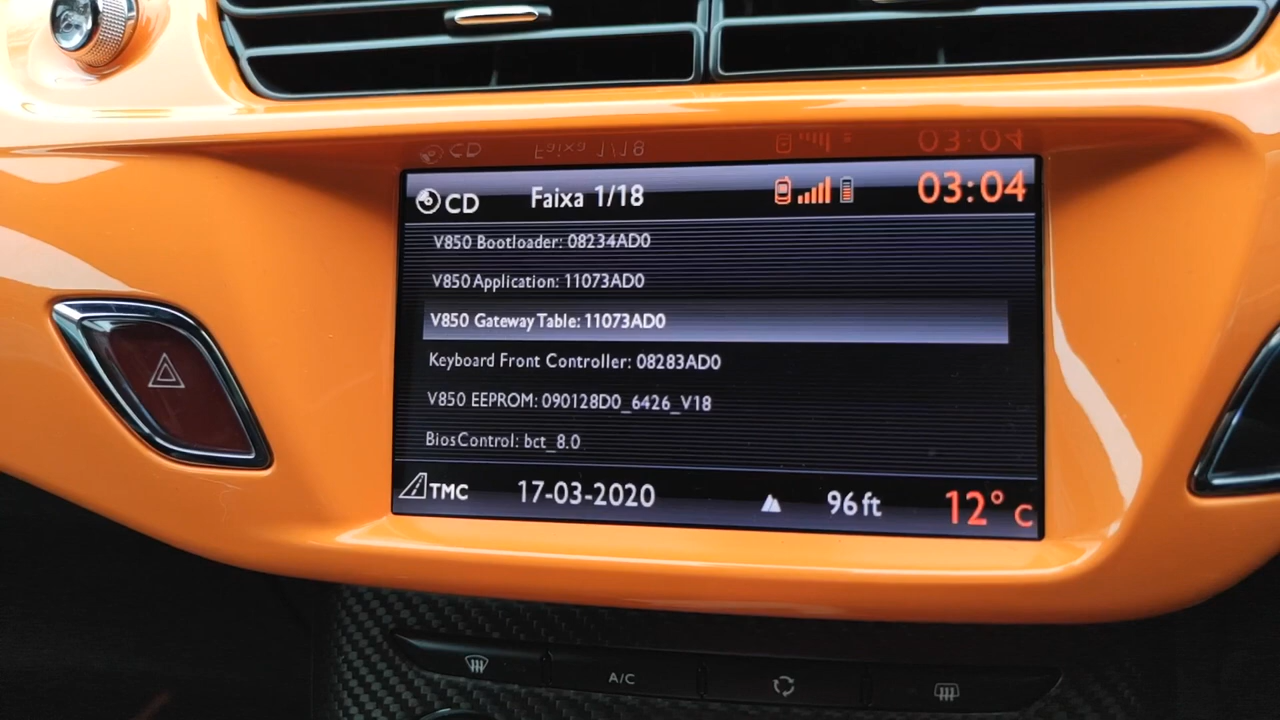 CD Faixa 1/18 03:04
V850 Bootloader: 08234AD0
V850 Application: 11073AD0
V850 Gateway Table: 11073AD0
Keyboard Front Controller: 08283AD0
V850 EEPROM: 090128D0_6426_V18
BiosControl: bct_8.0
TMC 17-03-2020 96 ft 12° C
A/C